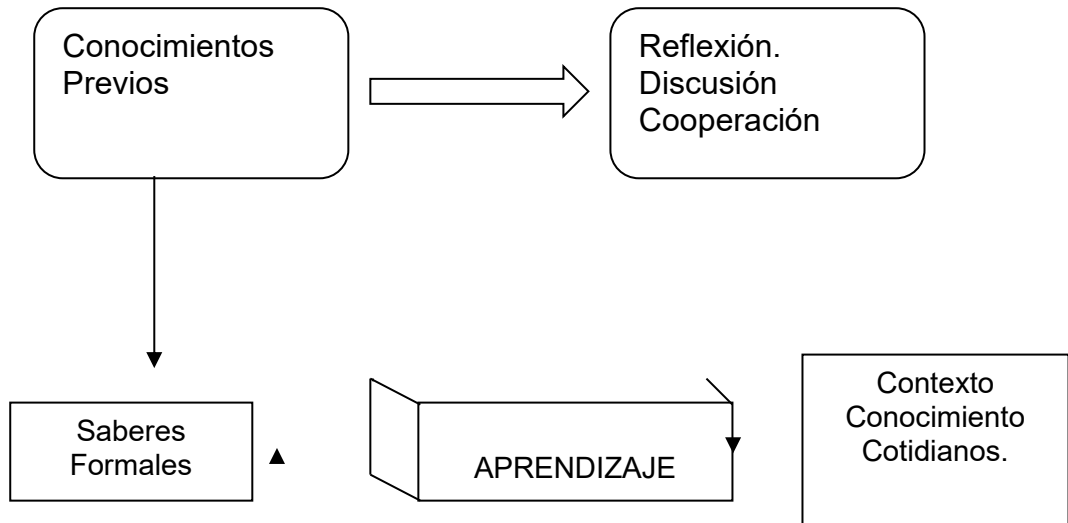 Conocimientos
Previos
Reflexión.
Discusión
Cooperación
Saberes
Formales
APRENDIZAJE
Contexto
Conocimiento
Cotidianos.